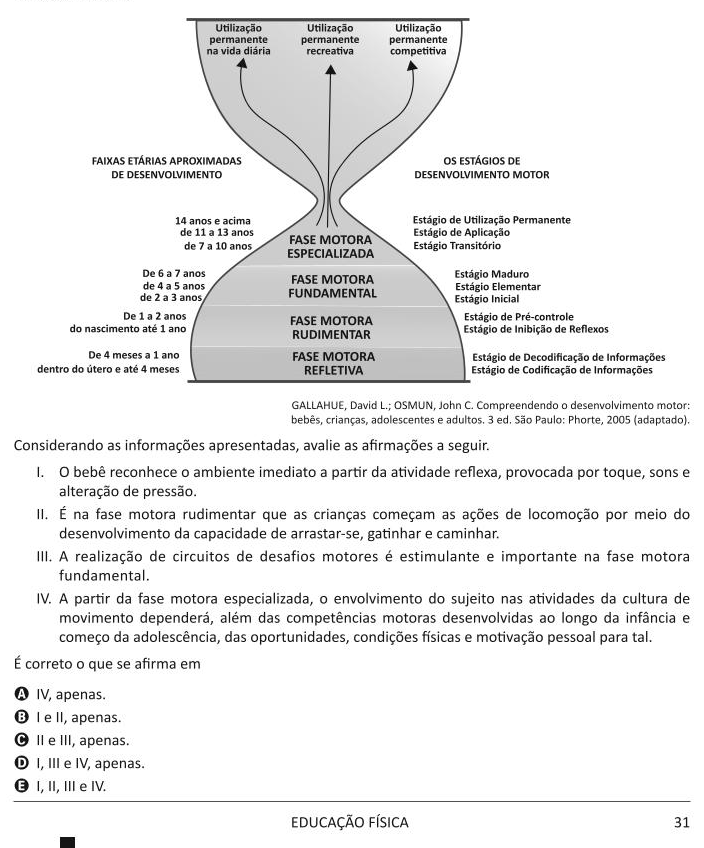 Utilização permanente na vida diária
Utilização permanente recreativa
Utilização permanente competitiva
FAIXAS ETÁRIAS APROXIMADAS
DE DESENVOLVIMENTO
OS ESTÁGIOS DE
DESENVOLVIMENTO MOTOR
14 anos e acima
de 11 a 13 anos
de 7 a 10 anos
FASE MOTORA
ESPECIALIZADA
Estágio de Utilização Permanente
Estágio de Aplicação
Estágio Transitório
De 6 a 7 anos
de 4 a 5 anos
de 2 a 3 anos
FASE MOTORA
FUNDAMENTAL
Estágio Maduro
Estágio Elementar
Estágio Inicial
De 1 a 2 anos
do nascimento até 1 ano
FASE MOTORA
RUDIMENTAR
Estágio de Pré-controle
Estágio de Inibição de Reflexos
De 4 meses a 1 ano
dentro do útero e até 4 meses
FASE MOTORA
REFLETIVA
Estágio de Decodificação de Informações
Estágio de Codificação de Informações
GALLAHUE, David L.; OSMUN, John C. Compreendendo o desenvolvimento motor:
bebês, crianças, adolescentes e adultos. 3 ed. São Paulo: Phorte, 2005 (adaptado).
Considerando as informações apresentadas, avalie as afirmações a seguir.
I. O bebê reconhece o ambiente imediato a partir da atividade reflexa, provocada por toque, sons e
alteração de pressão.
II. É na fase motora rudimentar que as crianças começam as ações de locomoção por meio do
desenvolvimento da capacidade de arrastar-se, gatinhar e caminhar.
III. A realização de circuitos de desafios motores é estimulante e importante na fase motora
fundamental.
IV. A partir da fase motora especializada, o envolvimento do sujeito nas atividades da cultura de
movimento dependerá, além das competências motoras desenvolvidas ao longo da infância e
começo da adolescência, das oportunidades, condições físicas e motivação pessoal para tal.
É correto o que se afirma em
A IV, apenas.
B I e II, apenas.
C II e III, apenas.
D I, III e IV, apenas.
E I, II, III e IV.
EDUCAÇÃO FÍSICA 31